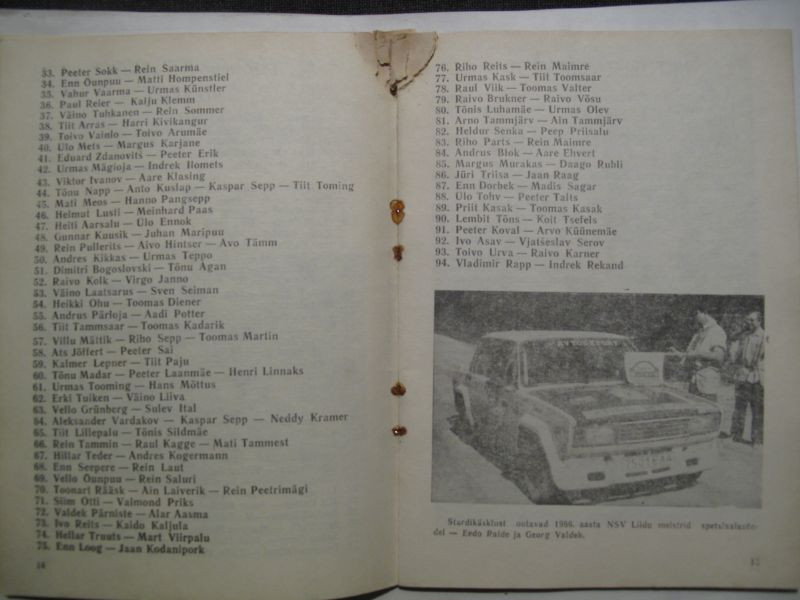 33. Peeter Sokk — Rein Saarma
34. Enn Õunpuu — Matti Hompenstiel
35. Vahur Vaarma — Urmas Künstler
36. Paul Reier — Kalju Klemm
37. Väino Tuhkanen — Rein Sommer
38. Tiit Arras — Harri Kivikangur
39. Toivo Vainlo — Toivo Arumäe
40. Ülo Mets — Margus Karjane
41. Eduard Zdanovits — Peeter Erik
42. Urmas Mägioja — Indrek Ilomets
43. Viktor Ivanov — Aare Klasing
44. Tõnu Napp — Anto Kuslap — Kaspar Sepp — Tiit Toming
45. Mati Meos — Hanno Pangsepp
46. Helmut Lusti — Meinhard Paas
47. Heiti Aarsalu — Ülo Ennok
48. Gunnar Kuusik — Juhan Maripuu
49. Rein Pullerits — Aivo Hintser — Avo Tämm
50. Andres Kikkas — Urmas Teppo
51. Dimitri Bogoslovski — Tõnu Agan
52. Raivo Kolk — Virgo Janno
53. Väino Laatsarus — Sven Seiman
54. Heikki Ohu — Toomas Diener
55. Andrus Pärloja — Aadi Potter
56. Tiit Tammsaar — Toomas Kadarik
57. Villu Mättik — Riho Sepp — Toomas Martin
58. Ats Jõffert — Peeter Sai
59. Kalmer Lepner — Tiit Paju
60. Tõnu Madar — Peeter Laanmäe — Henri Linnaks
61. Urmas Tooming — Hans Mõttus
62. Erki Tuiken — Väino Liiva
63. Vello Grünberg — Sulev Ital
64. Aleksander Vardakov — Kaspar Sepp — Neddy Kramer
65. Tiit Lillepalu — Tõnis Sildmäe
66. Rein Tammin — Raul Kagge — Mati Tammest
67. Hillar Teder — Andres Kogermann
68. Enn Seepere — Rein Laut
69. Vello Õunpuu — Rein Saluri
70. Toonart Rääsk — Ain Laiverik — Rein Peetrimägi
71. Siim Otti — Valmond Priks
72. Valdek Pärniste — Alar Aasma
73. Ivo Reits — Kaido Kaljula
74. Hellar Truuts — Mart Viirpalu
75. Enn Loog — Jaan Kodanipork
16
76. Riho Reits — Rein Maimre
77. Urmas Kask — Tiit Toomsaar
78. Raul Viik — Toomas Valter
79. Raivo Brukner — Raivo Võsu
80. Tõnis Luhamäe — Urmas Olev
81. Arno Tammjärv — Ain Tammjärv
82. Heldur Senka — Peep Priisalu
83. Riho Parts — Rein Maimre
84. Andrus Blok — Aare Ehvert
85. Margus Murakas — Daago Rubli
86. Jüri Triisa — Jaan Raag
87. Enn Dorbek — Madis Sagar
88. Ülo Tohv — Peeter Talts
89. Priit Kasak — Toomas Kasak
90. Lembit Tõns — Koit Tsefels
91. Peeter Koval — Arvo Küünemäe
92. Ivo Asav — Vjatšeslav Serov
93. Toivo Urva — Raivo Karner
94. Vladimir Rapp — Indrek Rekand
AVTOEXPORT
Stardikäsklust ootavad 1986. aasta NSV Liidu meistrid spetsiaalauto-
del — Eedo Raide ja Georg Valdek.